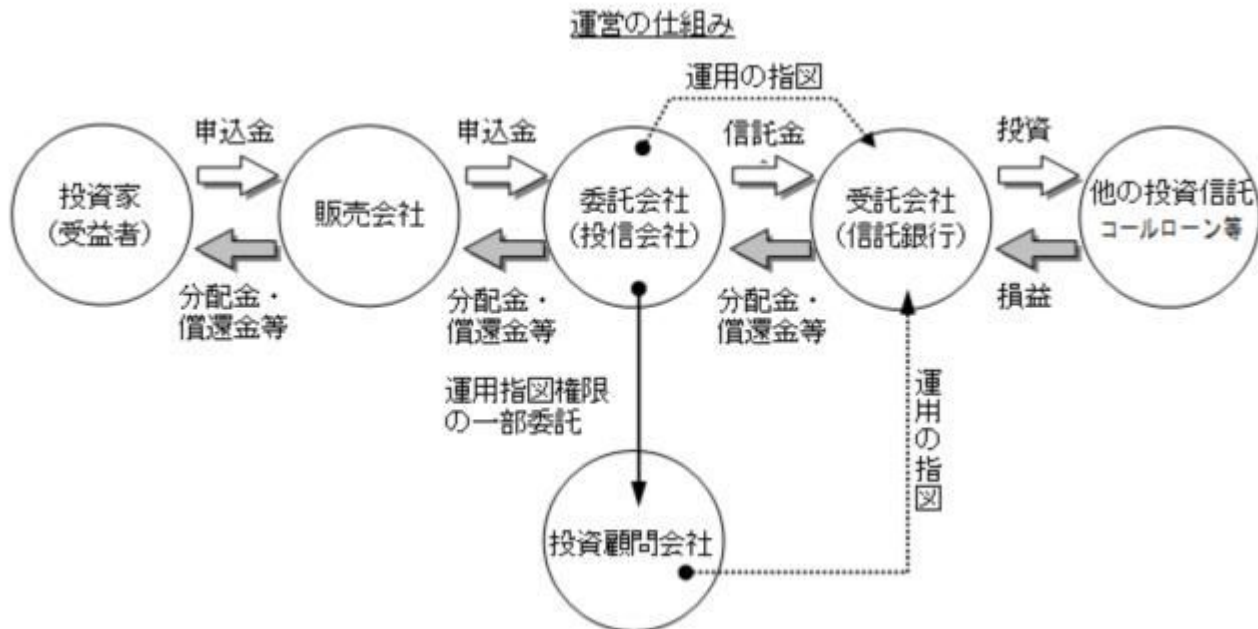 運営の仕組み
運用の指図
申込金
申込金
信託金
投資
投資家
(受益者)
販売会社
委託会社
(投信会社)
受託会社
(信託銀行)
他の投資信託
コールローン等
分配金・
償還金等
分配金・
償還金等
分配金・
償還金等
損益
運用指図権限
の一部委託
運用の指図
投資顧問会社